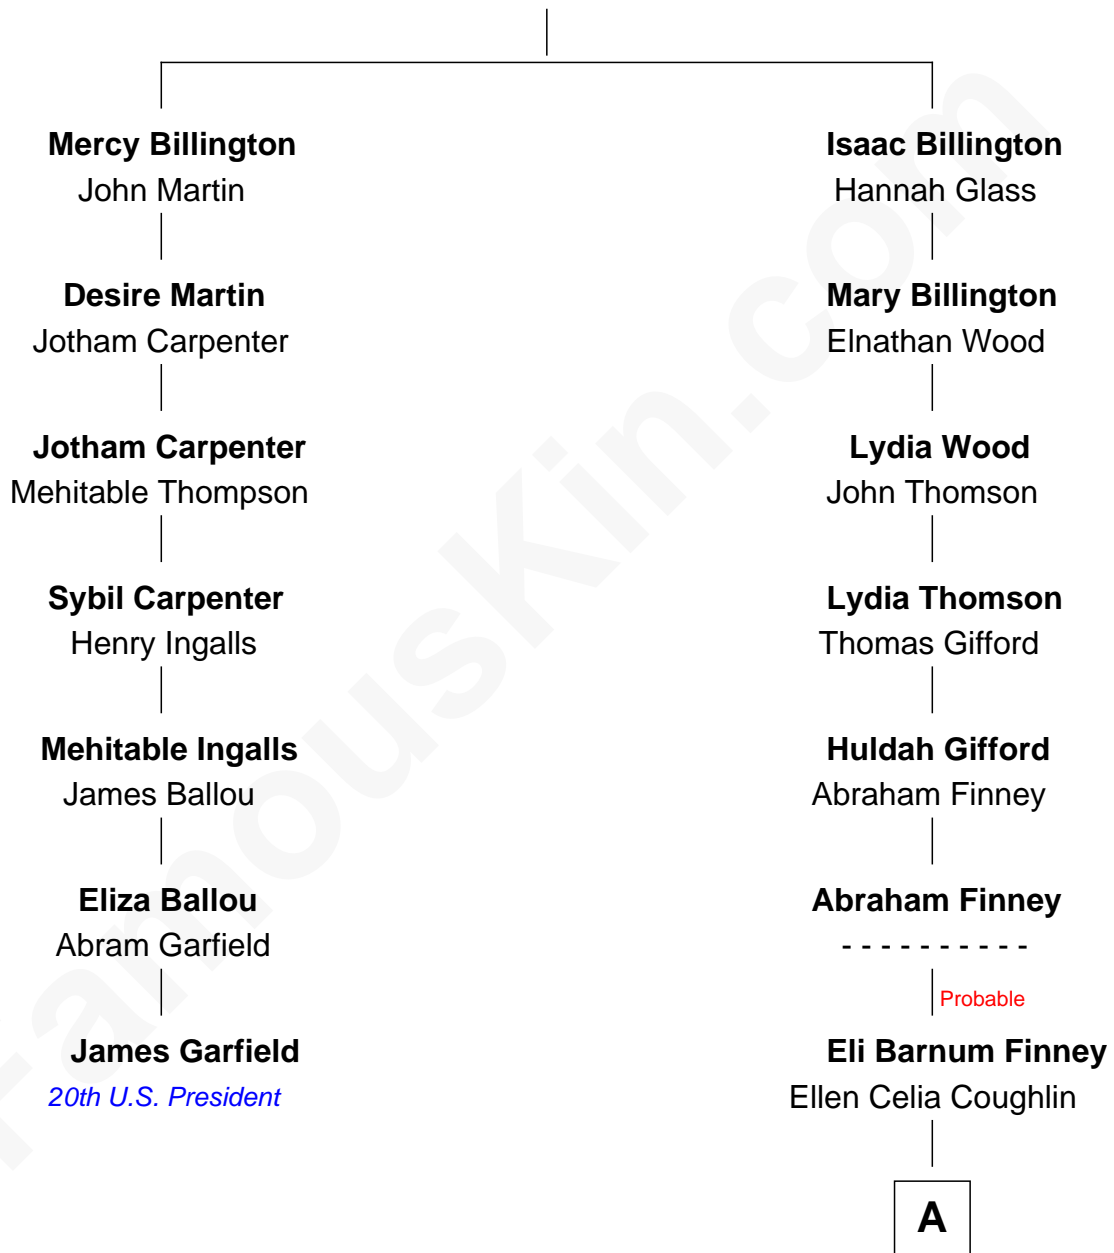 Mercy Billington
John Martin
Isaac Billington
Hannah Glass
Desire Martin
Jotham Carpenter
Mary Billington
Elnathan Wood
Jotham Carpenter
Mehitable Thompson
Lydia Wood
John Thomson
Sybil Carpenter
Henry Ingalls
Lydia Thomson
Thomas Gifford
Mehitable Ingalls
James Ballou
Huldah Gifford
Abraham Finney
Eliza Ballou
Abram Garfield
Abraham Finney
- - - - - - - - - -
Probable
James Garfield
20th U.S. President
Eli Barnum Finney
Ellen Celia Coughlin
A
FamousKin.com